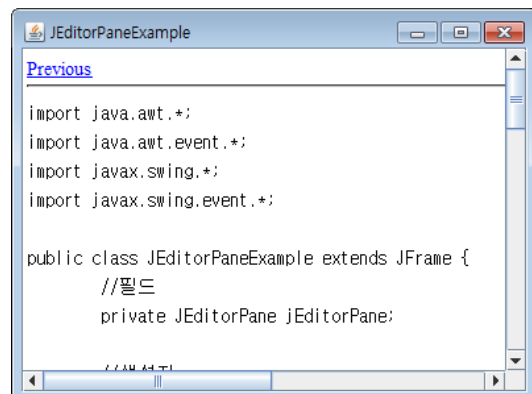 JEditorPaneExample
Previous
import java.awt.*;
import java.awt.event.*;
import javax.swing.*;
import javax.swing.event.*;
public class JEditorPaneExample extends JFrame {
//필드
private JEditorPane jEditorPane;